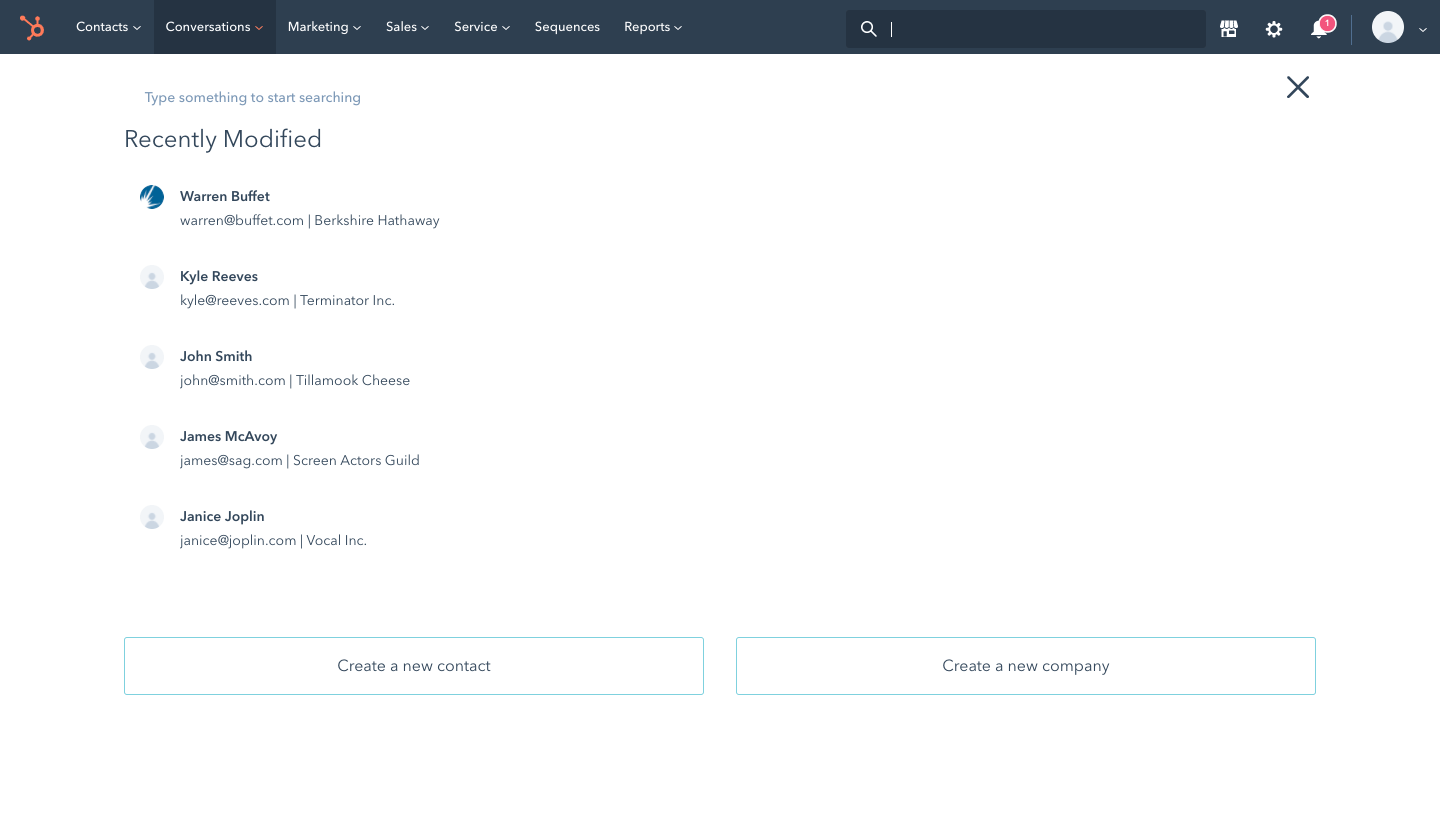 Contacts
Conversations
Marketing
Sales
Service
Sequences
Reports
1
Type something to start searching
Recently Modified
Warren Buffet
warren@buffet.com | Berkshire Hathaway
Kyle Reeves
kyle@reeves.com | Terminator Inc.
John Smith
john@smith.com | Tillamook Cheese
James McAvoy
james@sag.com | Screen Actors Guild
Janice Joplin
janice@joplin.com | Vocal Inc.
Create a new contact
Create a new company